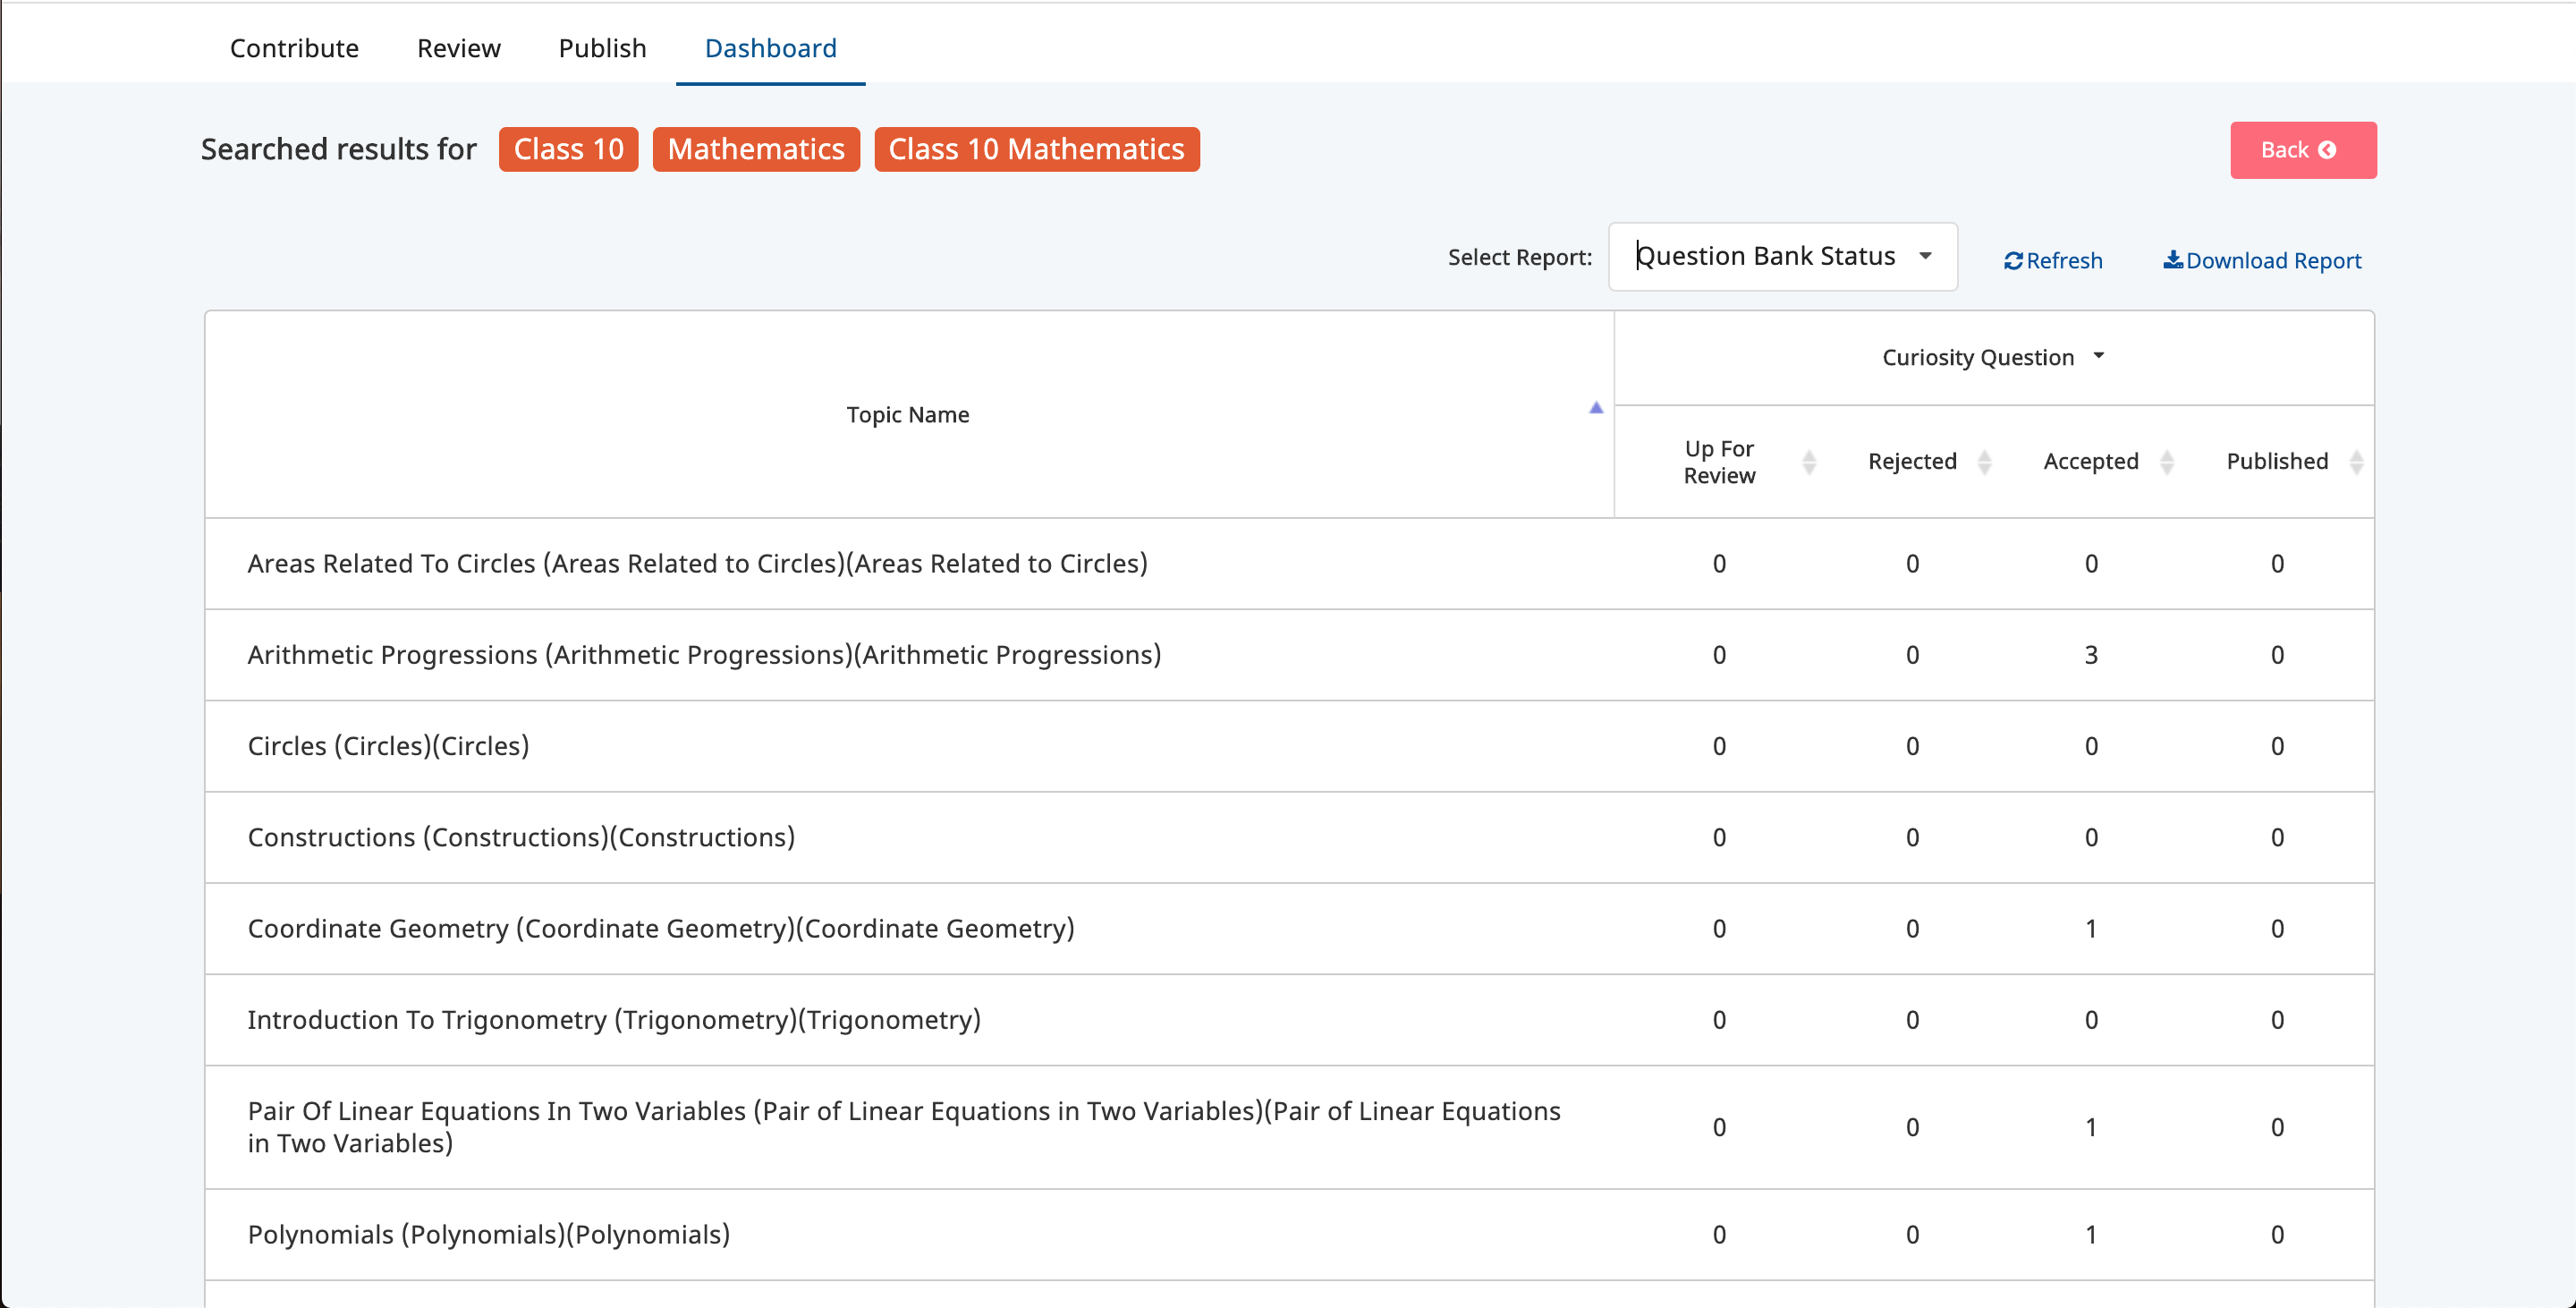 Contribute Review Publish Dashboard
Searched results for Class 10 Mathematics Class 10 Mathematics
Back
Select Report: Question Bank Status Refresh Download Report
Topic Name
Curiosity Question
Up For
Review
Rejected Accepted Published
Areas Related To Circles (Areas Related to Circles)(Areas Related to Circles) 0 0 0 0
Arithmetic Progressions (Arithmetic Progressions)(Arithmetic Progressions) 0 0 3 0
Circles (Circles)(Circles) 0 0 0 0
Constructions (Constructions)(Constructions) 0 0 0 0
Coordinate Geometry (Coordinate Geometry)(Coordinate Geometry) 0 0 1 0
Introduction To Trigonometry (Trigonometry)(Trigonometry) 0 0 0 0
Pair Of Linear Equations In Two Variables (Pair of Linear Equations in Two Variables)(Pair of Linear Equations
in Two Variables) 0 0 1 0
Polynomials (Polynomials)(Polynomials) 0 0 1 0